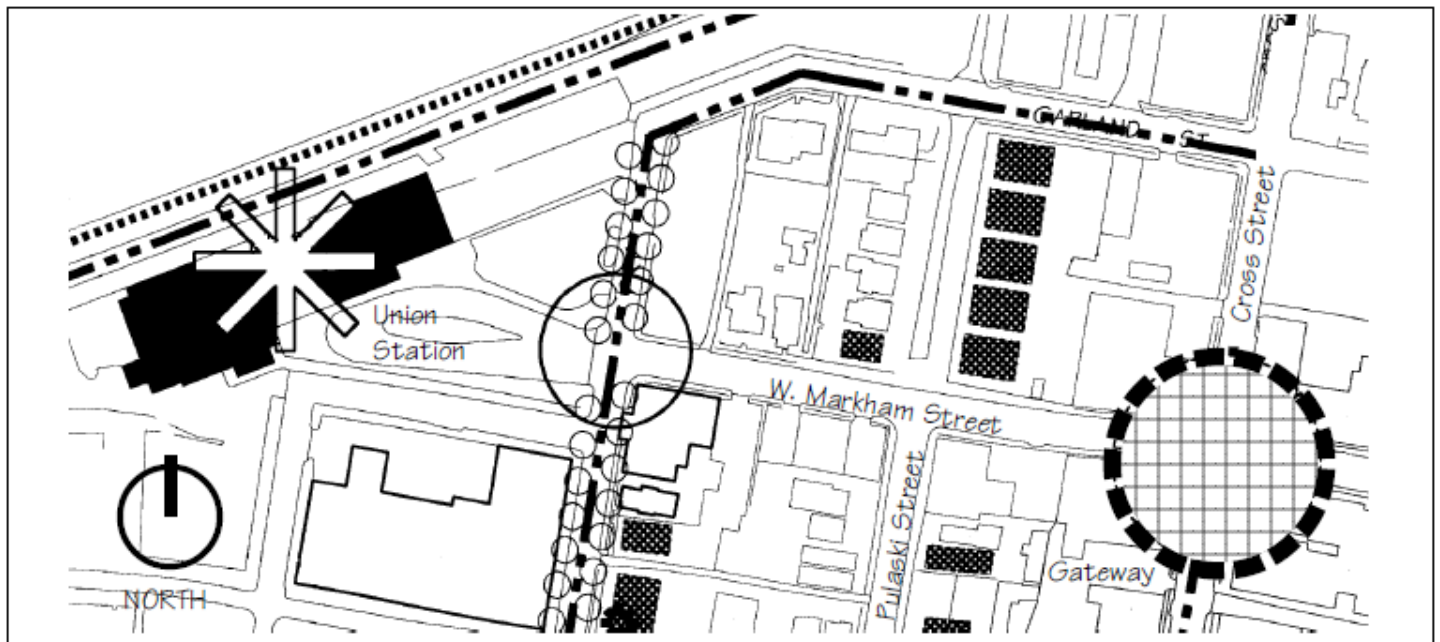 GARLAND ST
Cross Street
Union
Station
W. Markham Street
Pulaski Street
Gateway
NORTH